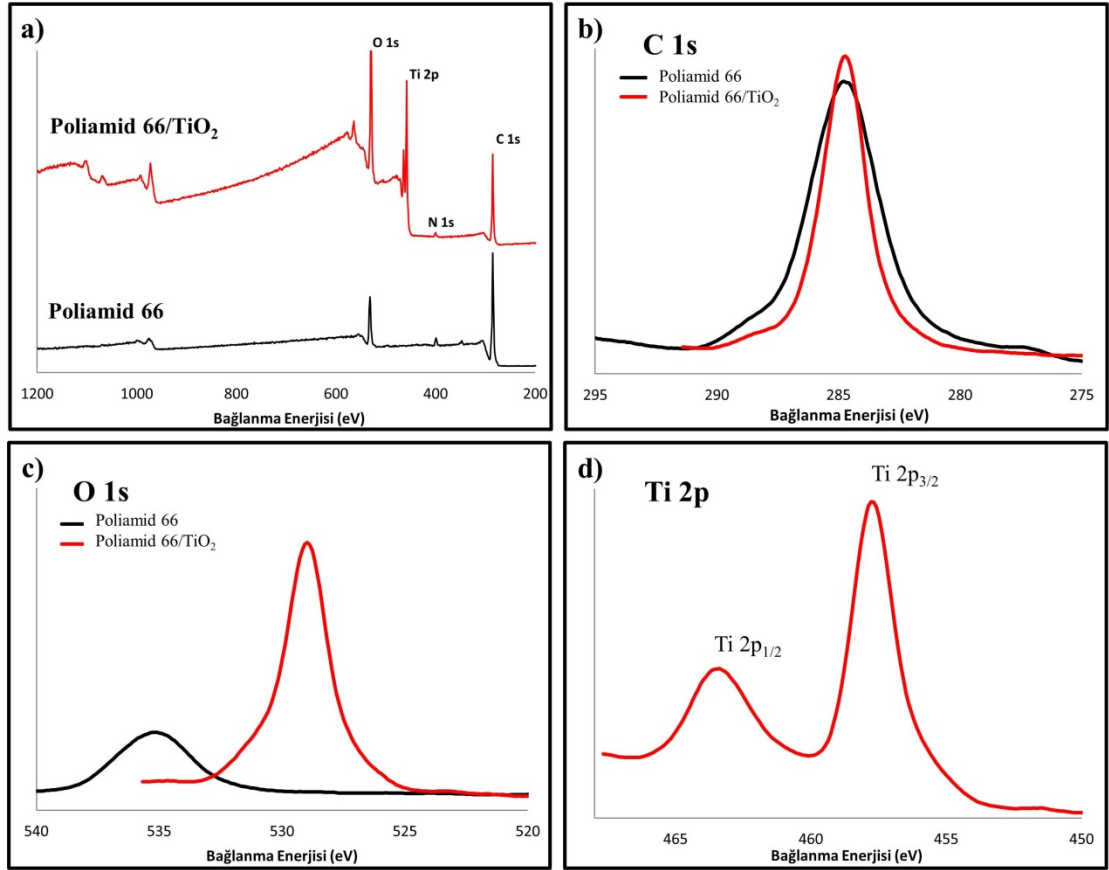 a)
O 1s
Ti 2p
Poliamid 66/TiO₂
C 1s
N 1s
Poliamid 66
1200 1000 800 600 400 200
Bağlanma Enerjisi (eV)
b)
C 1s
Poliamid 66
Poliamid 66/TiO₂
295 290 285 280 275
Bağlanma Enerjisi (eV)
c)
O 1s
Poliamid 66
Poliamid 66/TiO₂
540 535 530 525 520
Bağlanma Enerjisi (eV)
d)
Ti 2p
Ti 2p₃/₂
Ti 2p₁/₂
465 460 455 450
Bağlanma Enerjisi (eV)